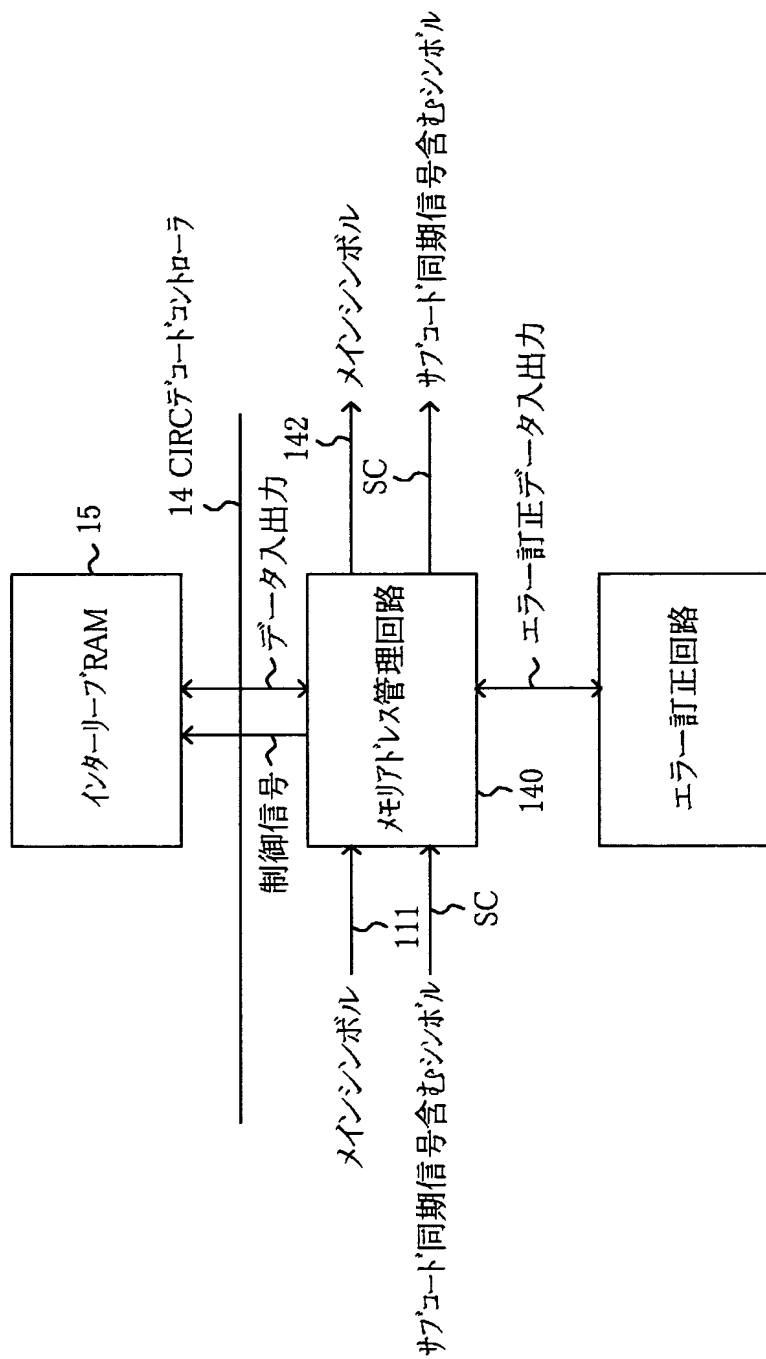 インターリーブRAM
15
14 CIRCデコードコントローラ
制御信号
データ入出力
メインシンボル
111
サブコード同期信号含むシンボル
SC
メモリアドレス管理回路
140
142
メインシンボル
SC
サブコード同期信号含むシンボル
エラー訂正データ入出力
エラー訂正回路